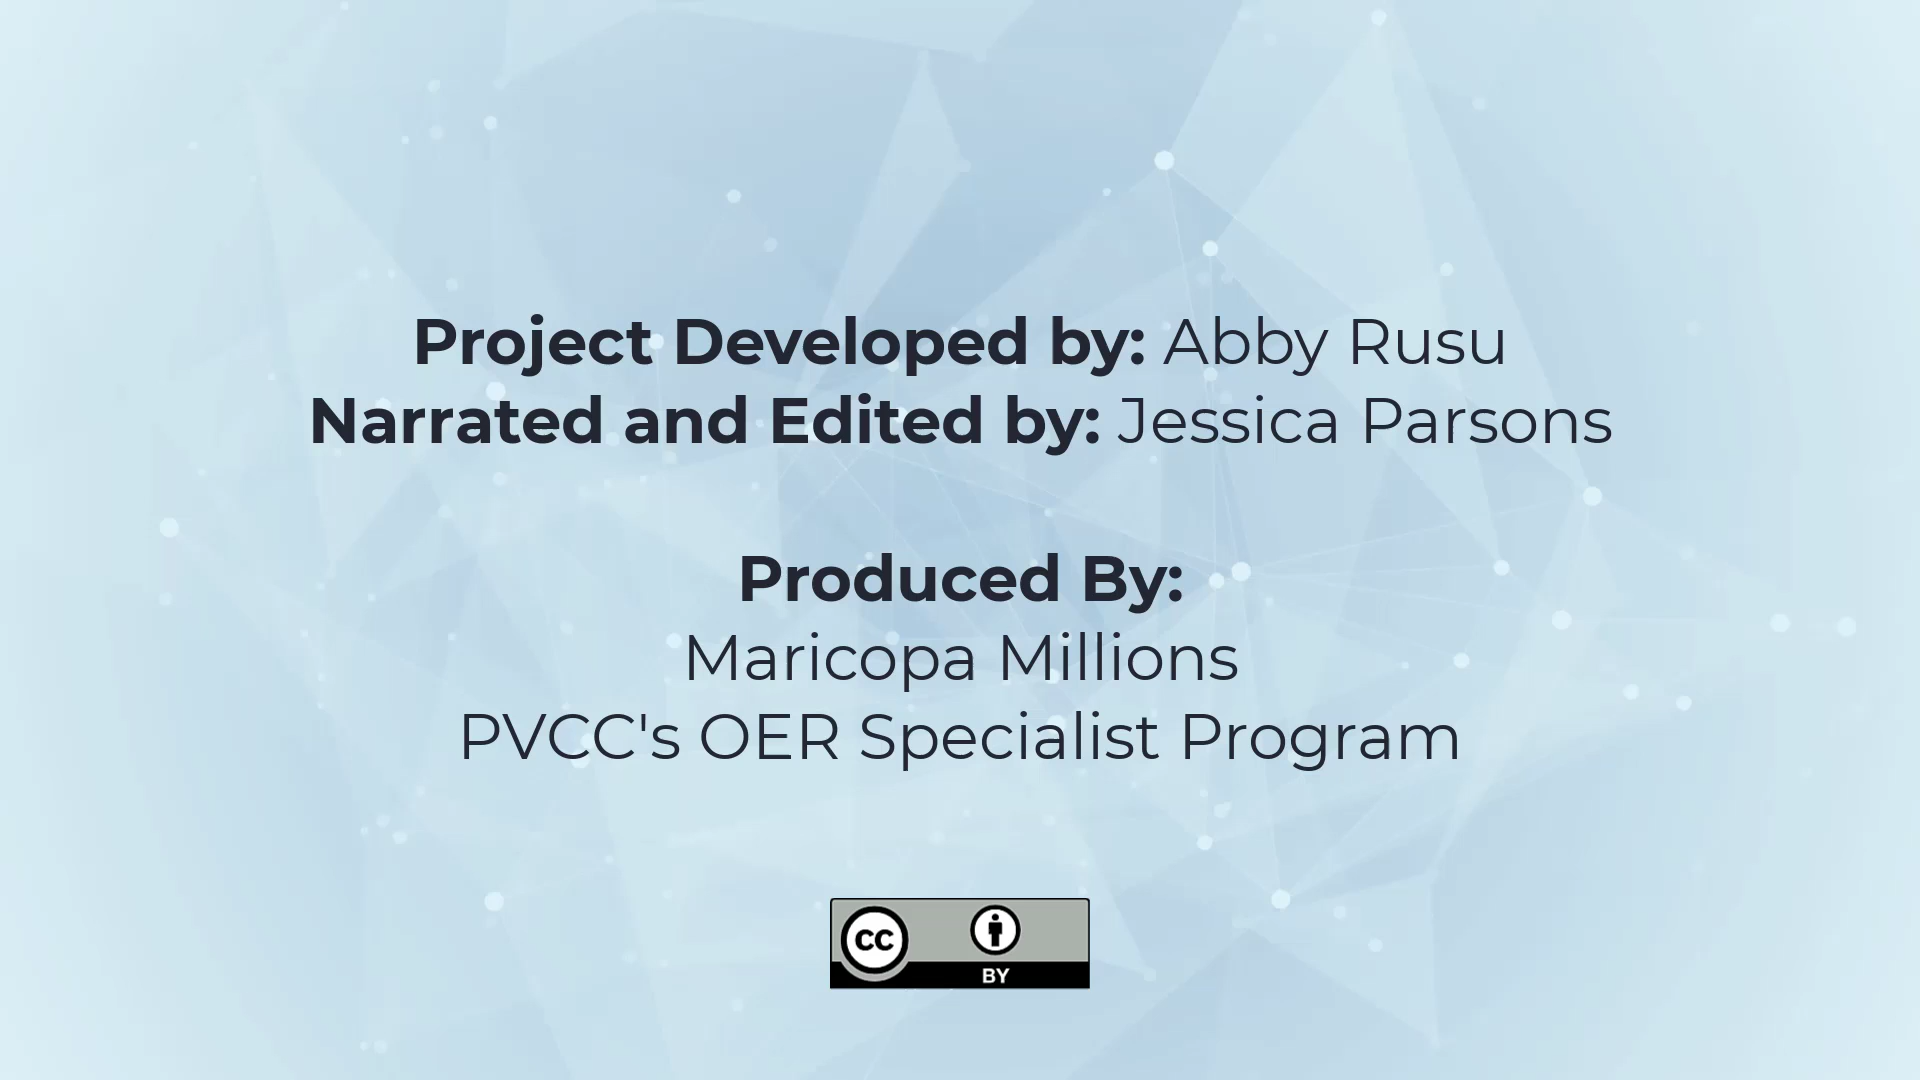 Project Developed by: Abby Rusu
Narrated and Edited by: Jessica Parsons
Produced By:
Maricopa Millions
PVCC's OER Specialist Program
CC
BY